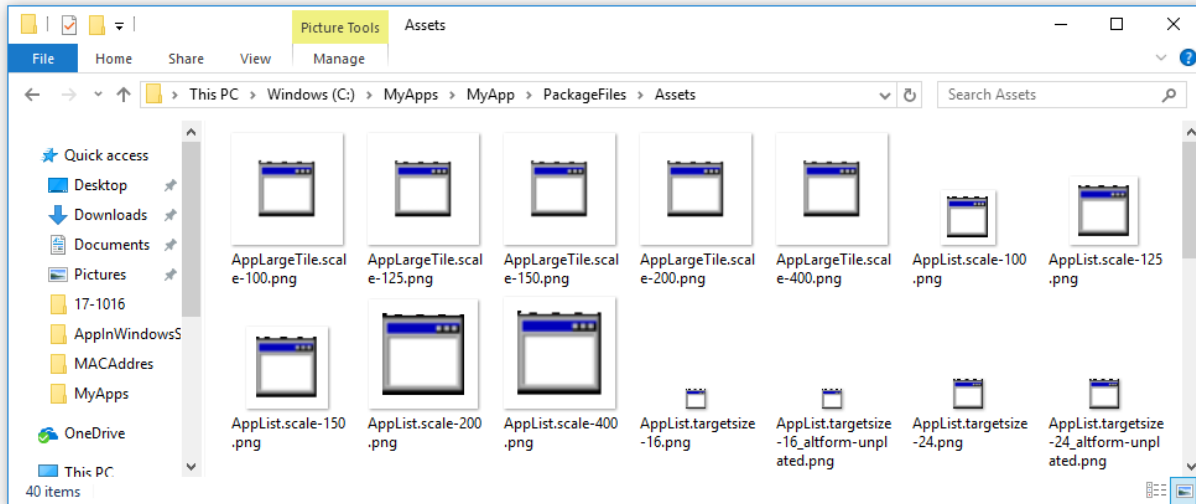 Picture Tools
Assets
File
Home
Share
View
Manage
?
This PC > Windows (C:) > MyApps > MyApp > PackageFiles > Assets
Search Assets
Quick access
Desktop
Downloads
Documents
Pictures
17-1016
AppInWindowsS
MACAddres
MyApps
OneDrive
This PC
AppLargeTile.scal
e-100.png
AppLargeTile.scal
e-125.png
AppLargeTile.scal
e-150.png
AppLargeTile.scal
e-200.png
AppLargeTile.scal
e-400.png
AppList.scale-100
.png
AppList.scale-125
.png
AppList.scale-150
.png
AppList.scale-200
.png
AppList.scale-400
.png
AppList.targetsize
-16.png
AppList.targetsize
-16_altform-unpl
ated.png
AppList.targetsize
-24.png
AppList.targetsize
-24_altform-unpl
ated.png
40 items